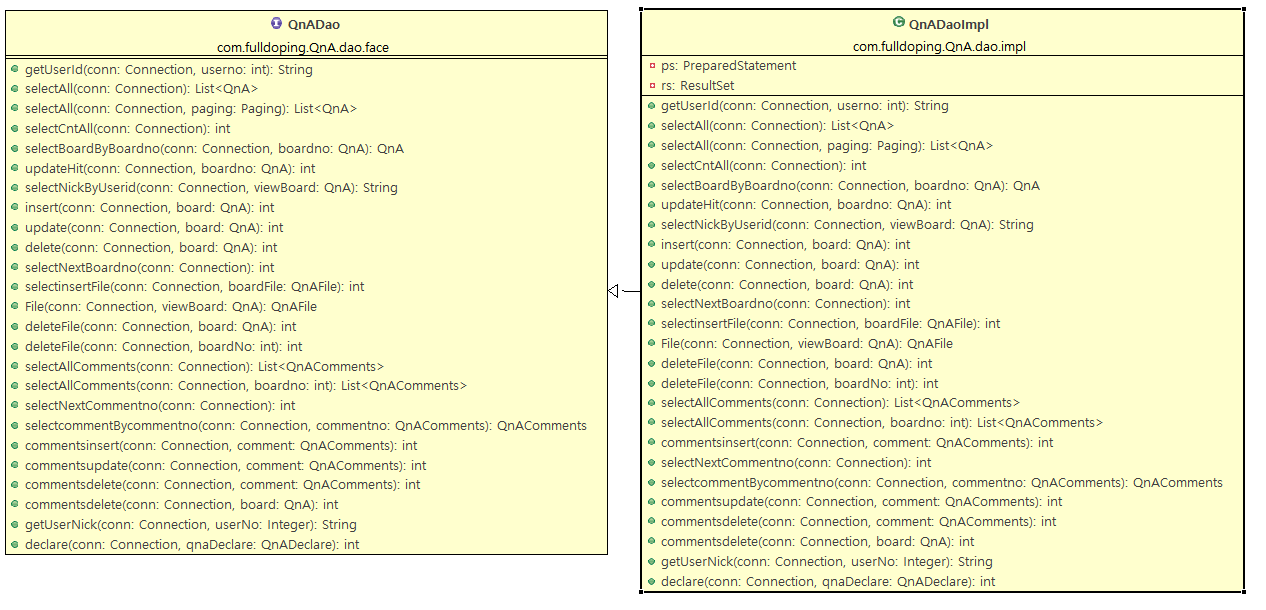 QnADao
com.fulldoping.QnA.dao.face
getUserId(conn: Connection, userno: int): String
selectAll(conn: Connection): List<QnA>
selectAll(conn: Connection, paging: Paging): List<QnA>
selectCntAll(conn: Connection): int
selectBoardByBoardno(conn: Connection, boardno: QnA): QnA
updateHit(conn: Connection, boardno: QnA): int
selectNickByUserid(conn: Connection, viewBoard: QnA): String
insert(conn: Connection, board: QnA): int
update(conn: Connection, board: QnA): int
delete(conn: Connection, board: QnA): int
selectNextBoardno(conn: Connection): int
selectinsertFile(conn: Connection, boardFile: QnAFile): int
File(conn: Connection, viewBoard: QnA): QnAFile
deleteFile(conn: Connection, board: QnA): int
deleteFile(conn: Connection, boardNo: int): int
selectAllComments(conn: Connection): List<QnAComments>
selectAllComments(conn: Connection, boardno: int): List<QnAComments>
selectNextCommentno(conn: Connection): int
selectcommentBycommentno(conn: Connection, commentno: QnAComments): QnAComments
commentsinsert(conn: Connection, comment: QnAComments): int
commentsupdate(conn: Connection, comment: QnAComments): int
commentsdelete(conn: Connection, comment: QnAComments): int
commentsdelete(conn: Connection, board: QnA): int
getUserNick(conn: Connection, userNo: Integer): String
declare(conn: Connection, qnaDeclare: QnADeclare): int
QnADaoImpl
com.fulldoping.QnA.dao.impl
ps: PreparedStatement
rs: ResultSet
getUserId(conn: Connection, userno: int): String
selectAll(conn: Connection): List<QnA>
selectAll(conn: Connection, paging: Paging): List<QnA>
selectCntAll(conn: Connection): int
selectBoardByBoardno(conn: Connection, boardno: QnA): QnA
updateHit(conn: Connection, boardno: QnA): int
selectNickByUserid(conn: Connection, viewBoard: QnA): String
insert(conn: Connection, board: QnA): int
update(conn: Connection, board: QnA): int
delete(conn: Connection, board: QnA): int
selectNextBoardno(conn: Connection): int
selectinsertFile(conn: Connection, boardFile: QnAFile): int
File(conn: Connection, viewBoard: QnA): QnAFile
deleteFile(conn: Connection, board: QnA): int
deleteFile(conn: Connection, boardNo: int): int
selectAllComments(conn: Connection): List<QnAComments>
selectAllComments(conn: Connection, boardno: int): List<QnAComments>
commentsinsert(conn: Connection, comment: QnAComments): int
selectNextCommentno(conn: Connection): int
selectcommentBycommentno(conn: Connection, commentno: QnAComments): QnAComments
commentsupdate(conn: Connection, comment: QnAComments): int
commentsdelete(conn: Connection, comment: QnAComments): int
commentsdelete(conn: Connection, board: QnA): int
getUserNick(conn: Connection, userNo: Integer): String
declare(conn: Connection, qnaDeclare: QnADeclare): int